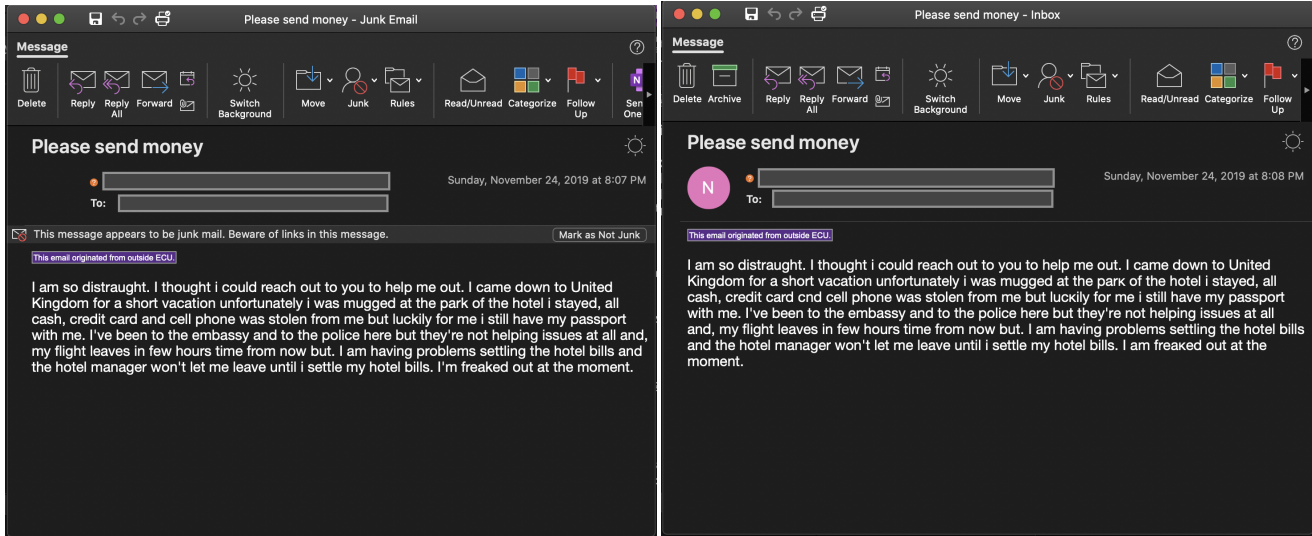 Please send money - Junk Email
Message
Delete
Reply
Reply All
Forward
Switch Background
Move
Junk
Rules
Read/Unread
Categorize
Follow Up
N
Please send money
Sunday, November 24, 2019 at 8:07 PM
To:
This message appears to be junk mail. Beware of links in this message.
Mark as Not Junk
This email originated from outside ECU.
I am so distraught. I thought i could reach out to you to help me out. I came down to United
Kingdom for a short vacation unfortunately i was mugged at the park of the hotel i stayed, all
cash, credit card and cell phone was stolen from me but luckily for me i still have my passport
with me. I've been to the embassy and to the police here but they're not helping issues at all and,
my flight leaves in few hours time from now but. I am having problems settling the hotel bills and
the hotel manager won't let me leave until i settle my hotel bills. I'm freaked out at the moment.
Please send money - Inbox
Message
Delete
Archive
Reply
Reply All
Forward
Switch Background
Move
Junk
Rules
Read/Unread
Categorize
Follow Up
Please send money
N
Sunday, November 24, 2019 at 8:08 PM
To:
This email originated from outside ECU.
I am so distraught. I thought i could reach out to you to help me out. I came down to United
Kingdom for a short vacation unfortunately i was mugged at the parк of the hotel i stayed, all
cash, credit card cnd cell phone was stolen from me but luckily for me i still have my passport
with me. I've been to the embassy and to the police here but they're not helping issues at all
and, my flight leaves in few hours time from now but. I am having problems settling the hotel bills
and the hotel manager won't let me leave until i settle my hotel bills. I am freaкed out at the
moment.